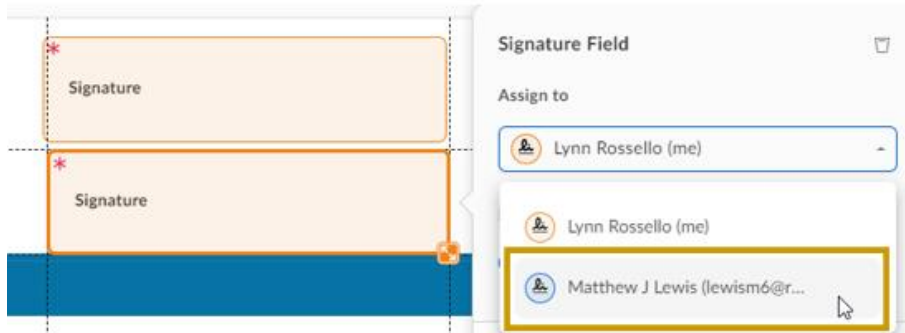 Signature Field
*
Signature
Assign to
Lynn Rossello (me)
*
Signature
Lynn Rossello (me)
Matthew J Lewis (lewism6@r...